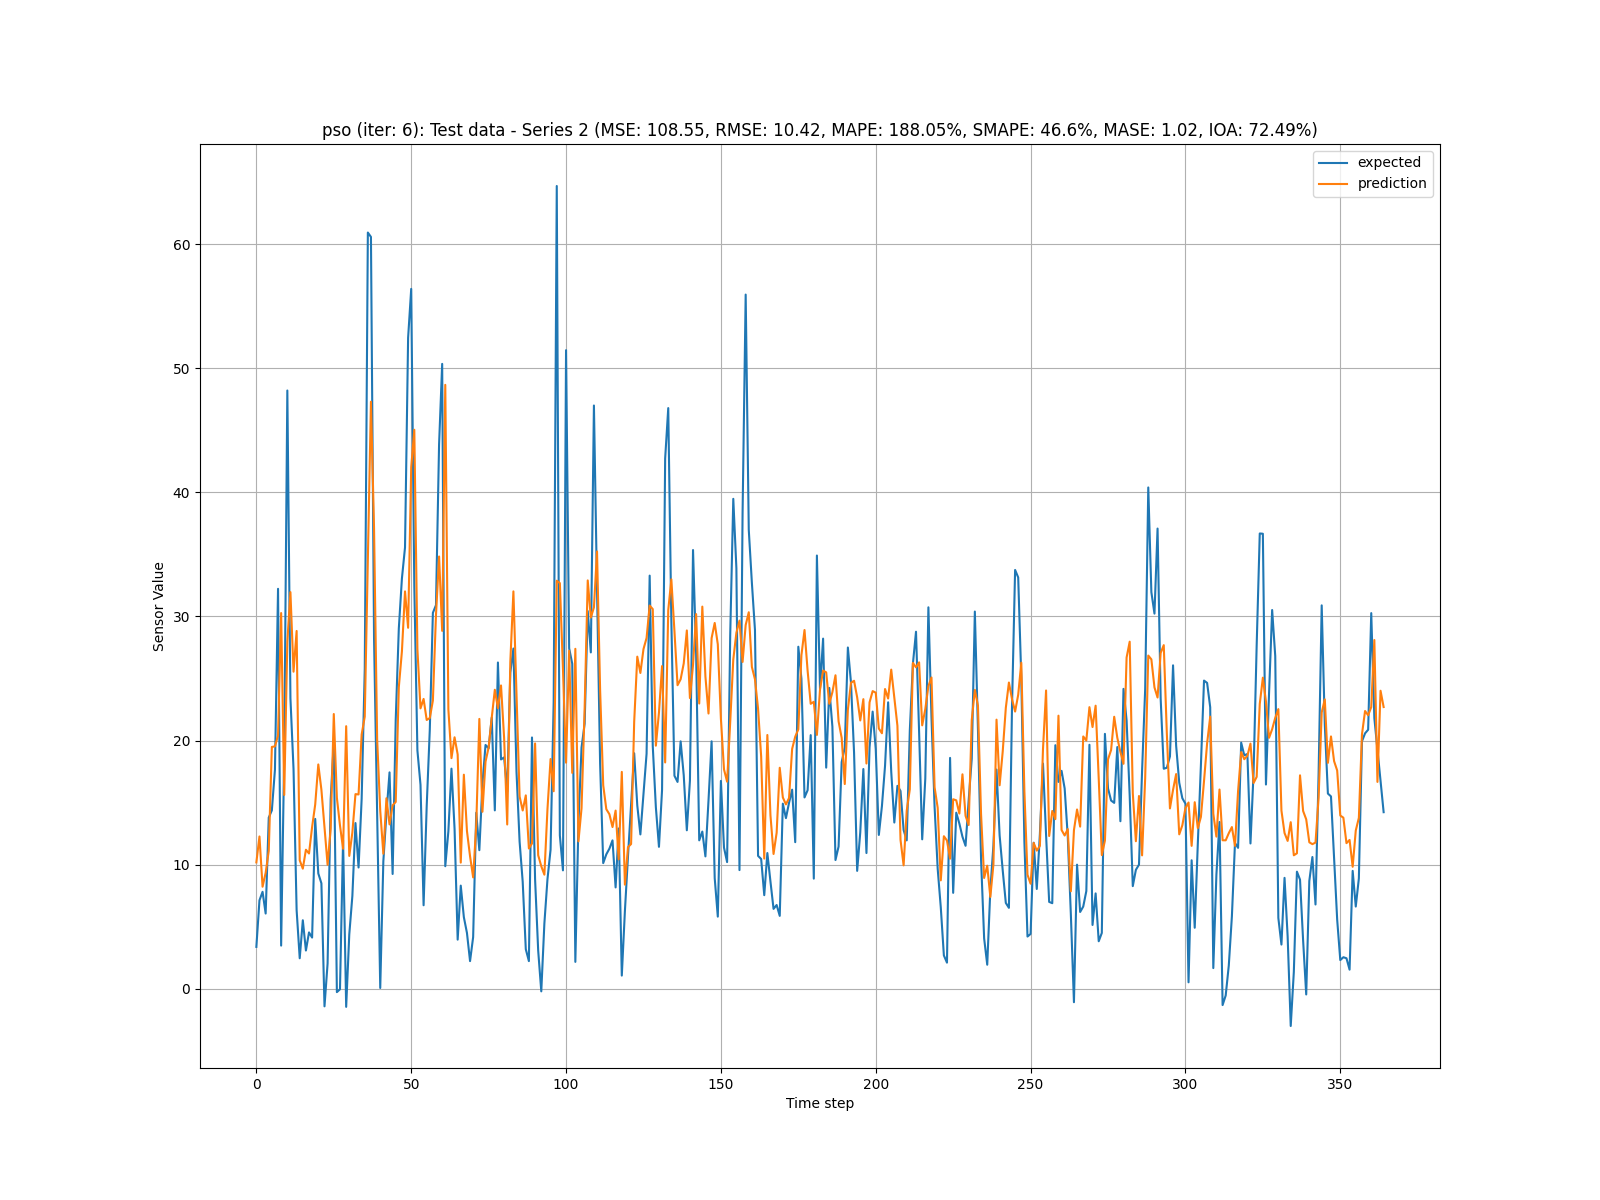 pso (iter: 6): Test data - Series 2 (MSE: 108.55, RMSE: 10.42, MAPE: 188.05%, SMAPE: 46.6%, MASE: 1.02, IOA: 72.49%)
expected
prediction
60
50
40
30
20
10
0
Sensor Value
0 50 100 150 200 250 300 350
Time step